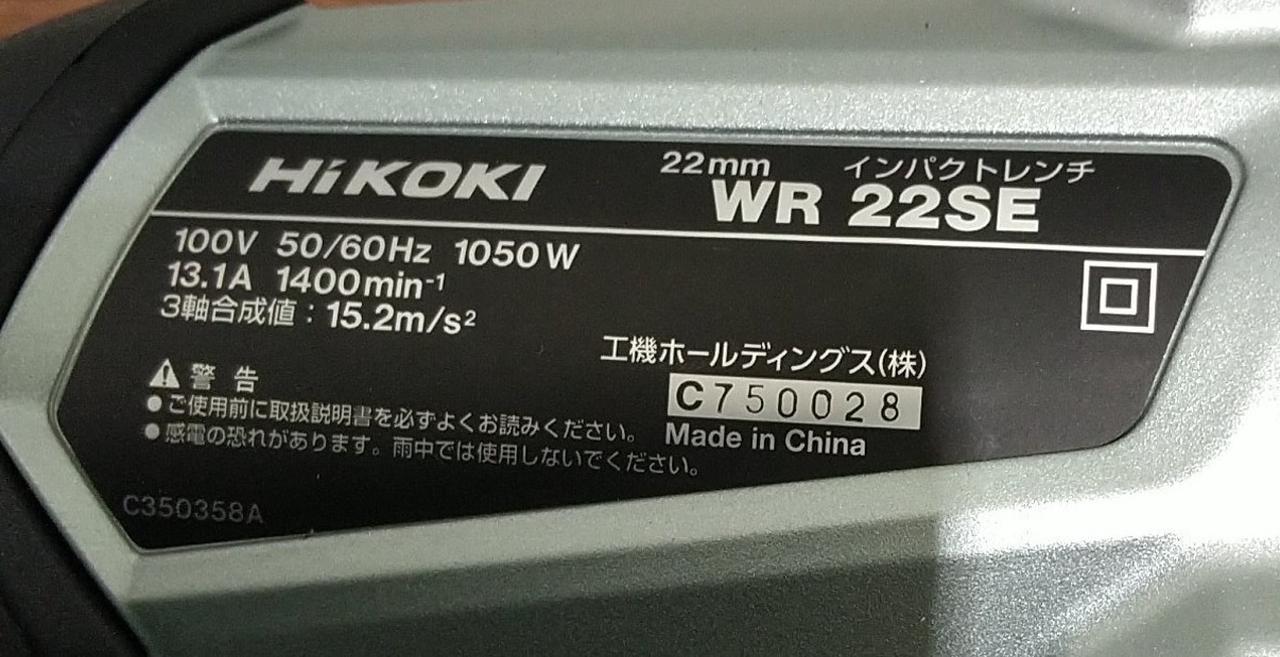 HiKOKI
22mm インパクトレンチ
WR 22SE
100V 50/60Hz 1050W
13.1A 1400min⁻¹
3軸合成値：15.2m/s²
工機ホールディングス(株)
C750028
Made in China
⚠警告
●ご使用前に取扱説明書を必ずよくお読みください。
●感電の恐れがあります。雨中では使用しないでください。
C350358A